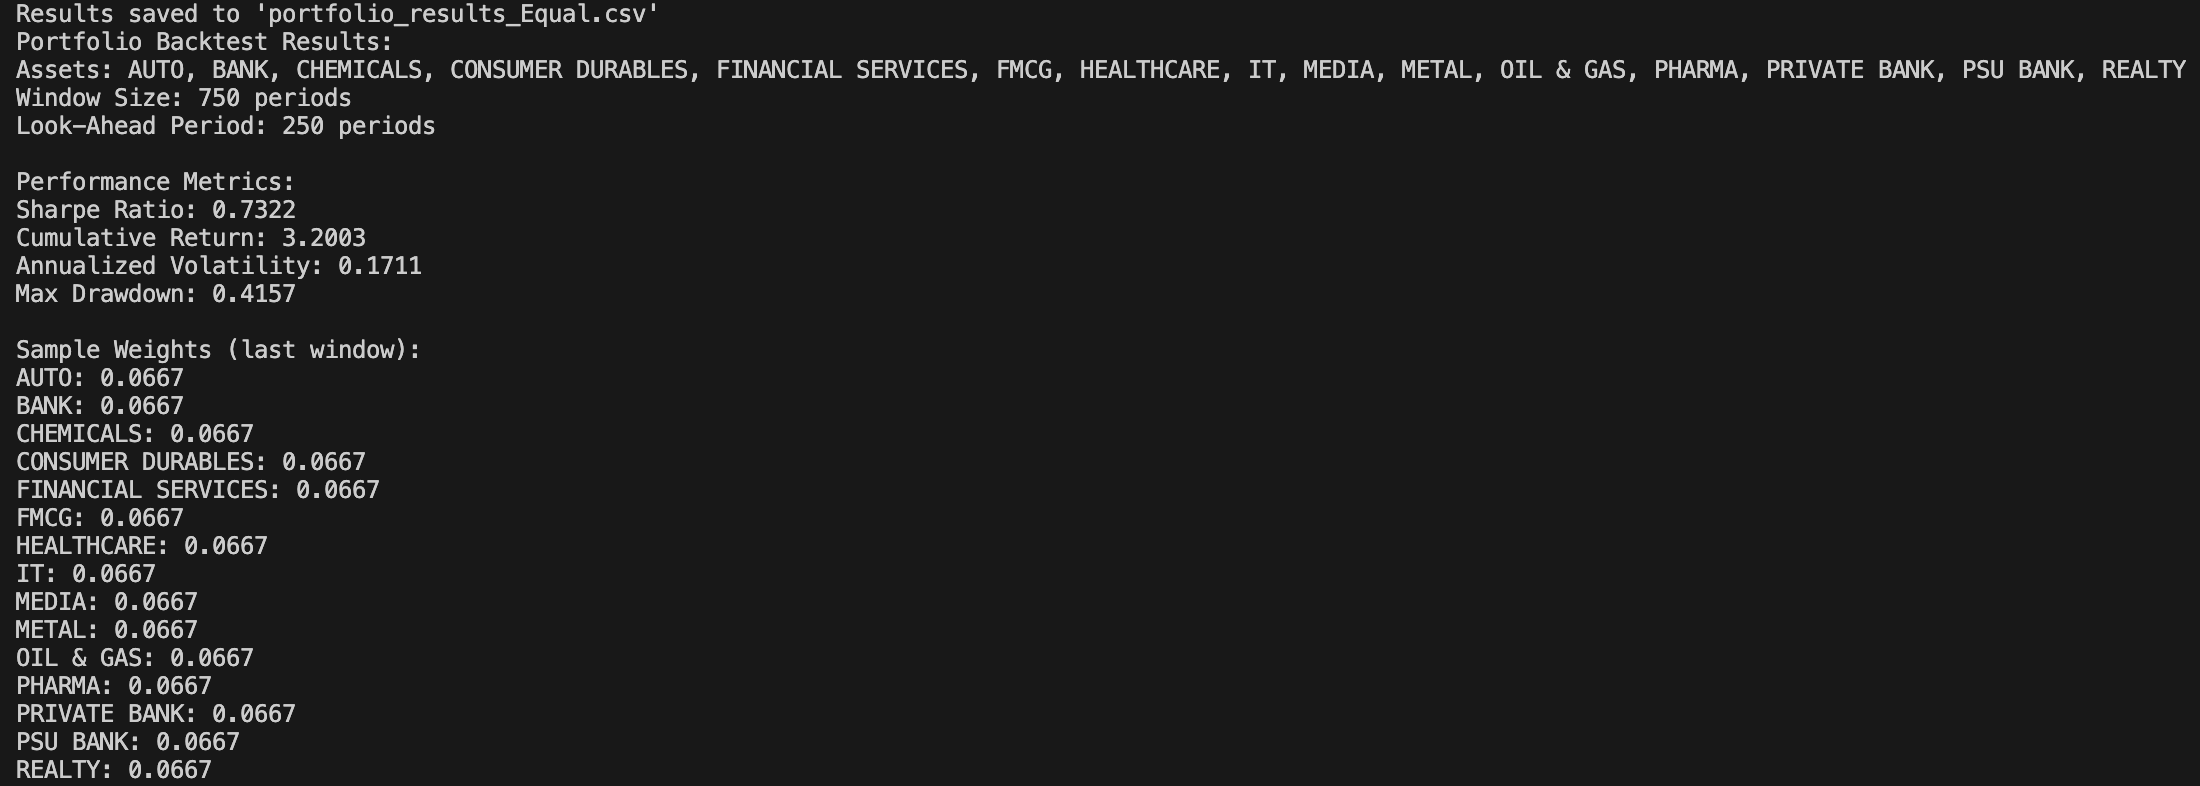 Results saved to 'portfolio_results_Equal.csv'
Portfolio Backtest Results:
Assets: AUTO, BANK, CHEMICALS, CONSUMER DURABLES, FINANCIAL SERVICES, FMCG, HEALTHCARE, IT, MEDIA, METAL, OIL & GAS, PHARMA, PRIVATE BANK, PSU BANK, REALTY
Window Size: 750 periods
Look-Ahead Period: 250 periods
Performance Metrics:
Sharpe Ratio: 0.7322
Cumulative Return: 3.2003
Annualized Volatility: 0.1711
Max Drawdown: 0.4157
Sample Weights (last window):
AUTO: 0.0667
BANK: 0.0667
CHEMICALS: 0.0667
CONSUMER DURABLES: 0.0667
FINANCIAL SERVICES: 0.0667
FMCG: 0.0667
HEALTHCARE: 0.0667
IT: 0.0667
MEDIA: 0.0667
METAL: 0.0667
OIL & GAS: 0.0667
PHARMA: 0.0667
PRIVATE BANK: 0.0667
PSU BANK: 0.0667
REALTY: 0.0667